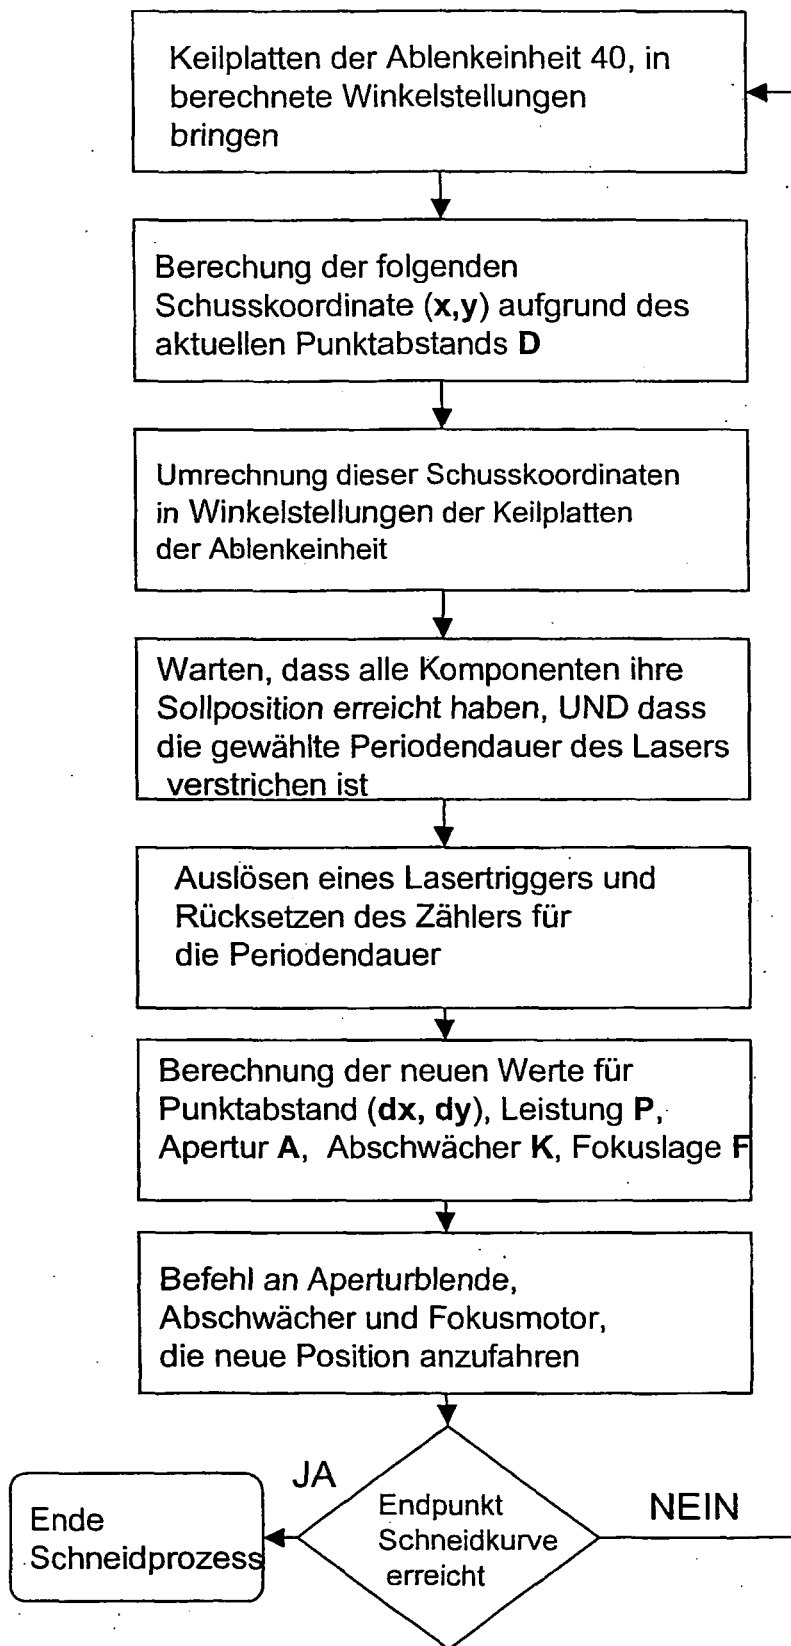 Keilplatten der Ablenkeinheit 40, in
berechnete Winkelstellungen
bringen
Berechung der folgenden
Schusskoordinate (x,y) aufgrund des
aktuellen Punktabstands D
Umrechnung dieser Schusskoordinaten
in Winkelstellungen der Keilplatten
der Ablenkeinheit
Warten, dass alle Komponenten ihre
Sollposition erreicht haben, UND dass
die gewählte Periodendauer des Lasers
verstrichen ist
Auslösen eines Lasertriggers und
Rücksetzen des Zählers für
die Periodendauer
Berechnung der neuen Werte für
Punktabstand (dx, dy), Leistung P,
Apertur A, Abschwächer K, Fokuslage F
Befehl an Aperturblende,
Abschwächer und Fokusmotor,
die neue Position anzufahren
JA
NEIN
Endpunkt
Schneidkurve
erreicht
Ende
Schneidprozess